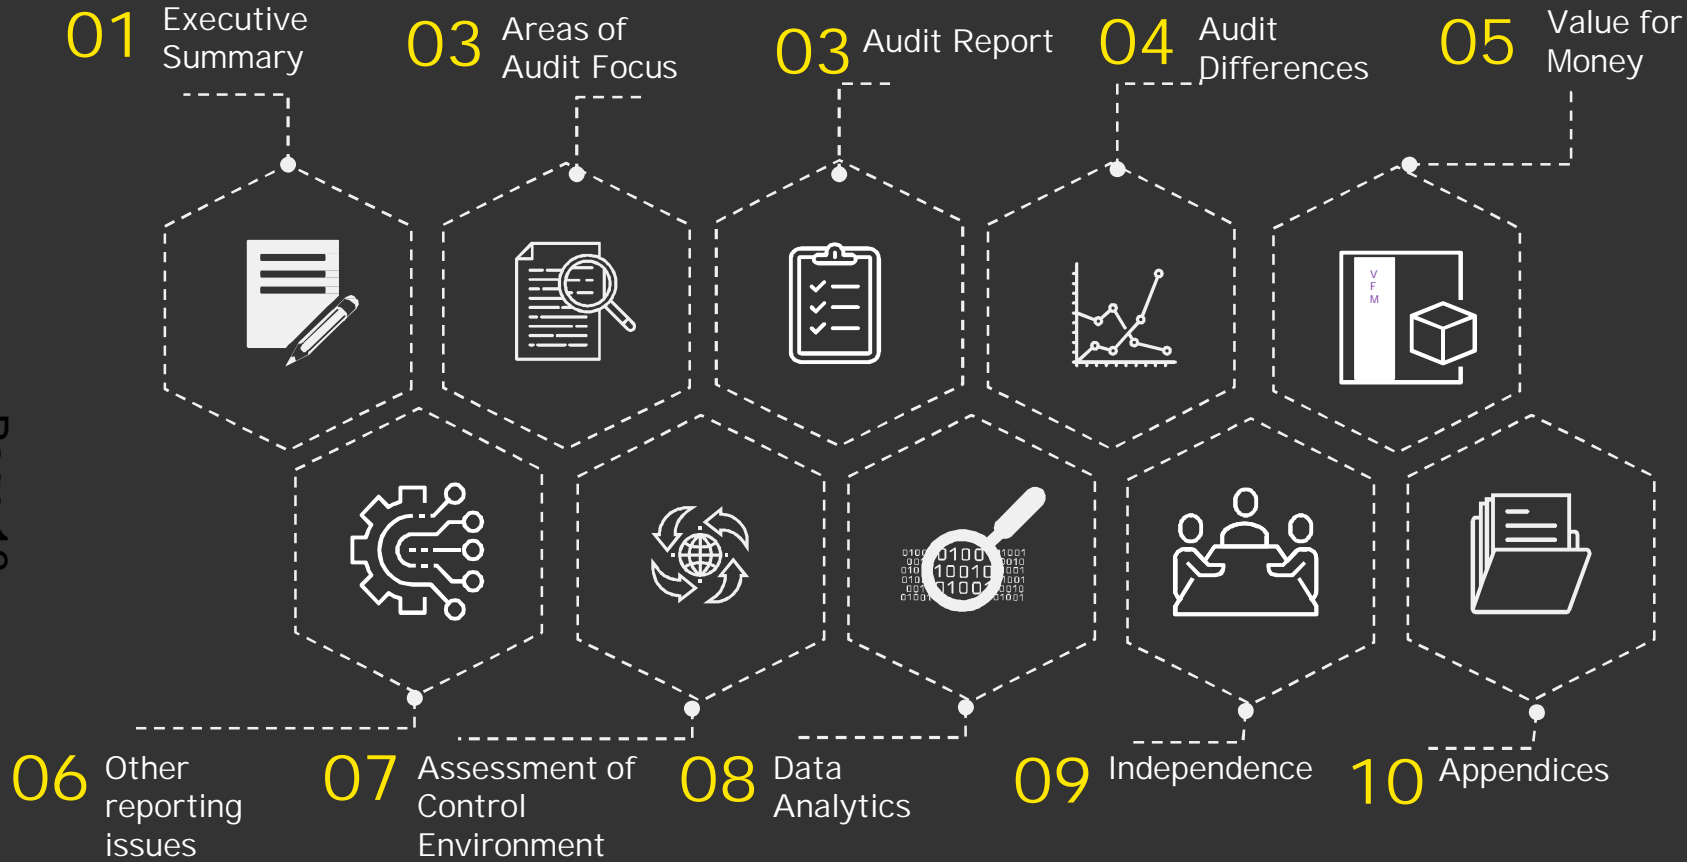 01 Executive
Summary
03 Areas of
Audit Focus
03 Audit Report
04 Audit
Differences
05 Value for
Money
V
F
M
06 Other
reporting
issues
07 Assessment of
Control
Environment
08 Data
Analytics
09 Independence
10 Appendices